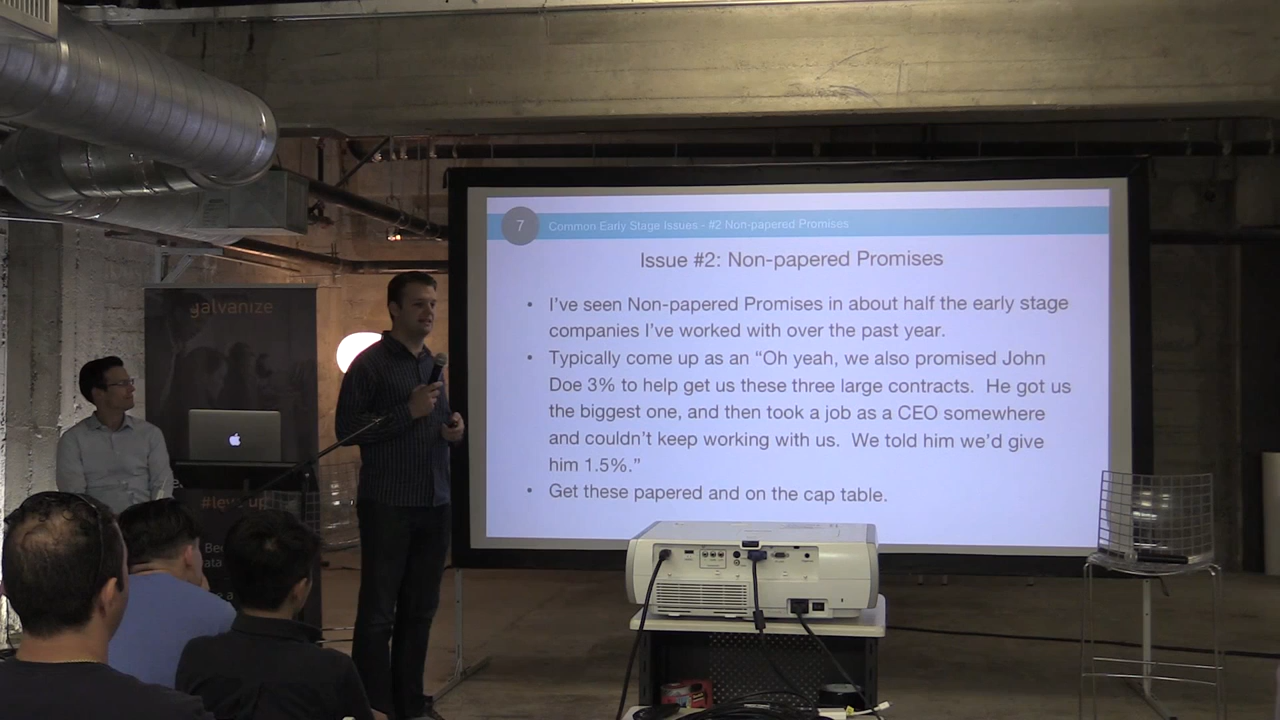 7
Common Early Stage Issues - #2 Non-papered Promises
Issue #2: Non-papered Promises
• I've seen Non-papered Promises in about half the early stage
companies I've worked with over the past year.
• Typically come up as an “Oh yeah, we also promised John
Doe 3% to help get us these three large contracts. He got us
the biggest one, and then took a job as a CEO somewhere
and couldn't keep working with us. We told him we'd give
him 1.5%.”
• Get these papered and on the cap table.
galvanize